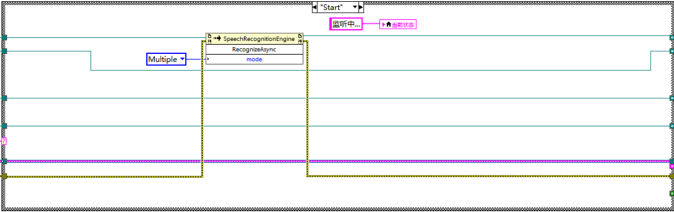 "Start"
监听中...
当前状态
SpeechRecognitionEngine
RecognizeAsync
Multiple
mode